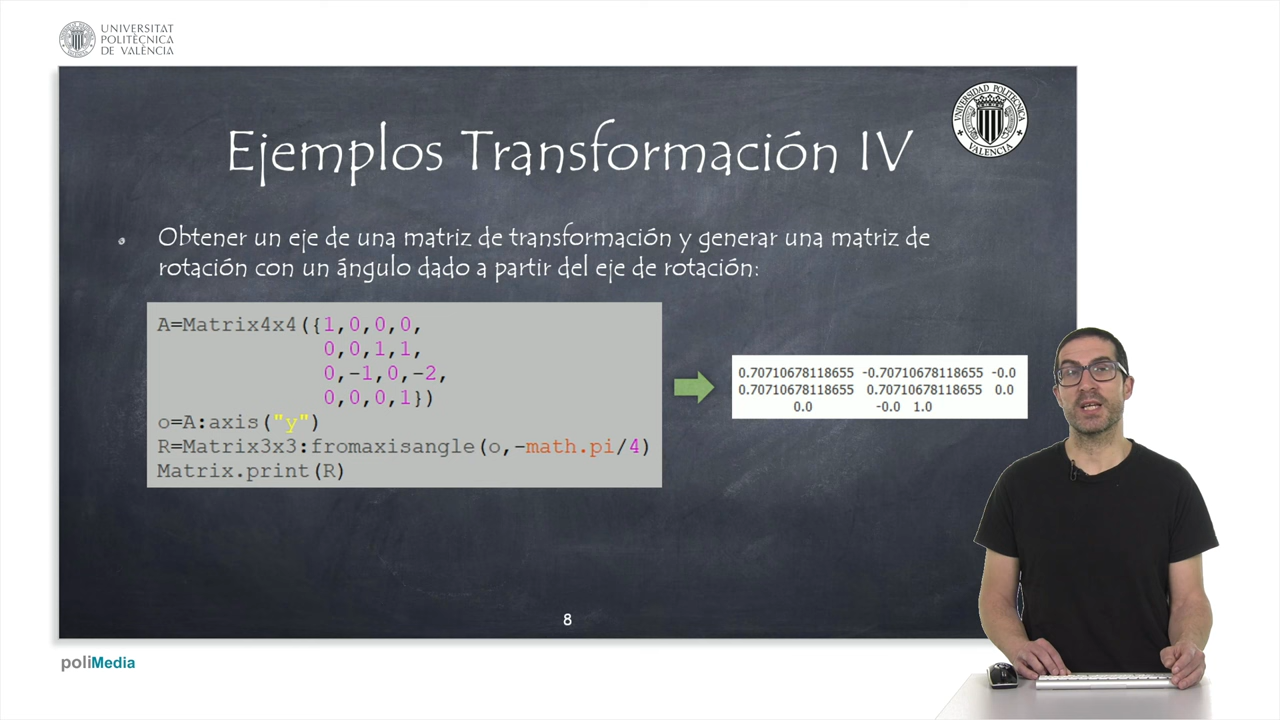 UNIVERSITAT
POLITÈCNICA
DE VALÈNCIA
UNIVERSIDAD POLITECNICA
VALENCIA
Ejemplos Transformación IV
Obtener un eje de una matriz de transformación y generar una matriz de
rotación con un ángulo dado a partir del eje de rotación:
A=Matrix4x4({1,0,0,0,
0,0,1,1,
0,-1,0,-2,
0,0,0,1})
o=A:axis("y")
R=Matrix3x3:fromaxisangle(o,-math.pi/4)
Matrix.print(R)
0.70710678118655 -0.70710678118655 -0.0
0.70710678118655 0.70710678118655 0.0
0.0 -0.0 1.0
8
poliMedia